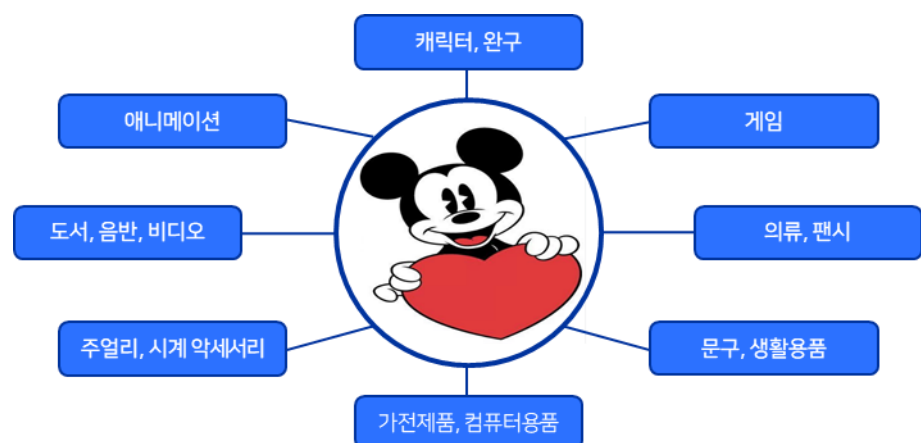 캐릭터, 완구
애니메이션
게임
도서, 음반, 비디오
의류, 팬시
주얼리, 시계 악세서리
문구, 생활용품
가전제품, 컴퓨터용품